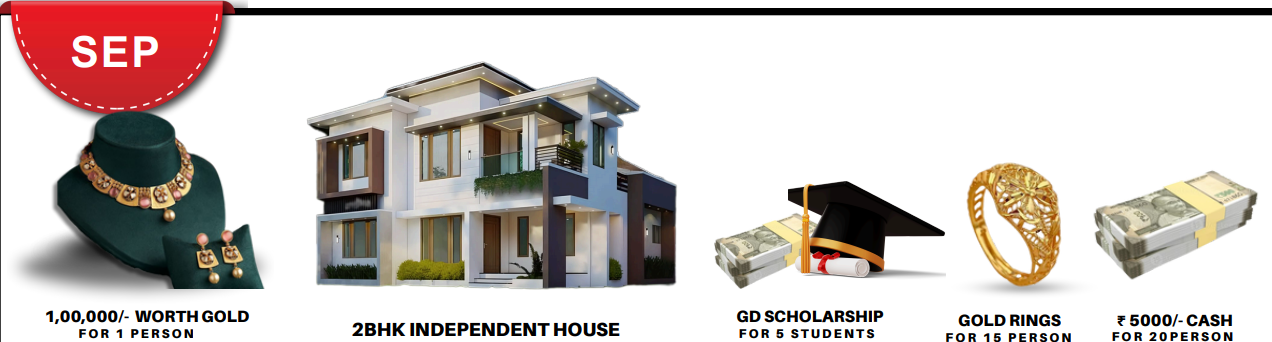 SEP
1,00,000/- WORTH GOLD
FOR 1 PERSON
2BHK INDEPENDENT HOUSE
GD SCHOLARSHIP
FOR 5 STUDENTS
GOLD RINGS
FOR 15 PERSON
₹ 5000/- CASH
FOR 20PERSON